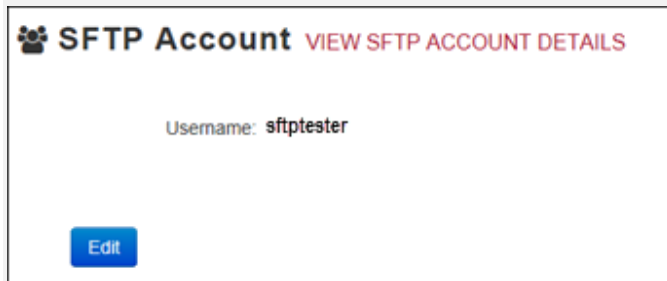 SFTP Account VIEW SFTP ACCOUNT DETAILS
Username: sftptester
Edit